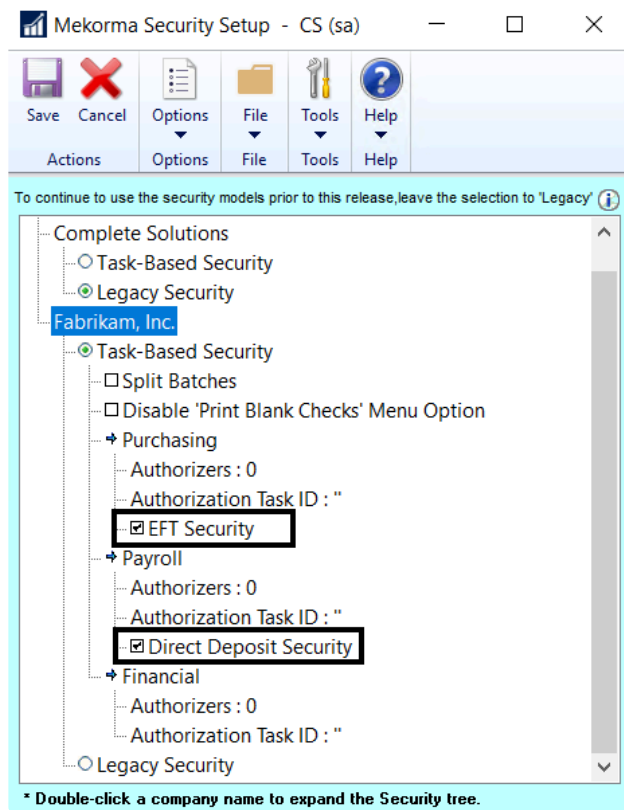 Mekorma Security Setup - CS (sa)
Save Cancel Options File Tools Help
Actions Options File Tools Help
To continue to use the security models prior to this release,leave the selection to 'Legacy'
Complete Solutions
Task-Based Security
Legacy Security
Fabrikam, Inc.
Task-Based Security
Split Batches
Disable 'Print Blank Checks' Menu Option
Purchasing
Authorizers : 0
Authorization Task ID : ''
EFT Security
Payroll
Authorizers : 0
Authorization Task ID : ''
Direct Deposit Security
Financial
Authorizers : 0
Authorization Task ID : ''
Legacy Security
* Double-click a company name to expand the Security tree.